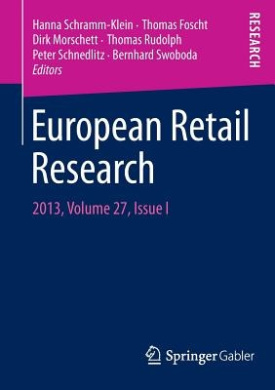 Hanna Schramm-Klein · Thomas Foscht
Dirk Morschett · Thomas Rudolph
Peter Schnedlitz · Bernhard Swoboda
Editors
RESEARCH
European Retail
Research
2013, Volume 27, Issue I
Springer Gabler